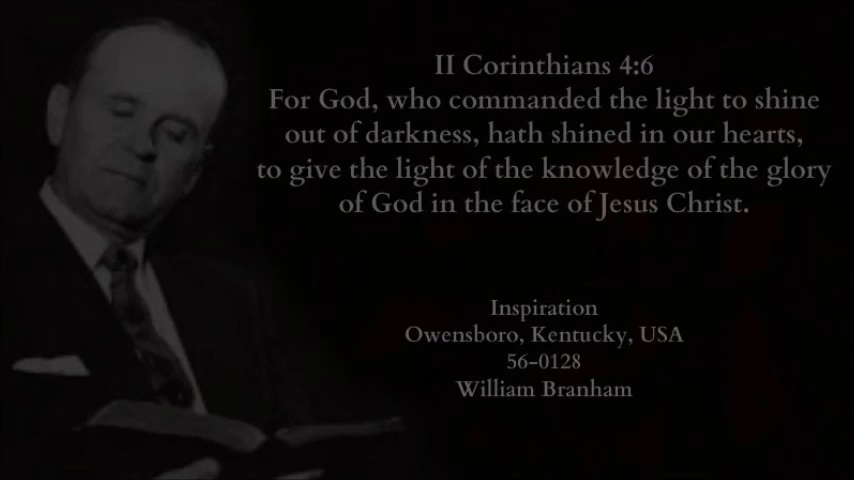 II Corinthians 4:6
For God, who commanded the light to shine
out of darkness, hath shined in our hearts,
to give the light of the knowledge of the glory
of God in the face of Jesus Christ.
Inspiration
Owensboro, Kentucky, USA
56-0128
William Branham